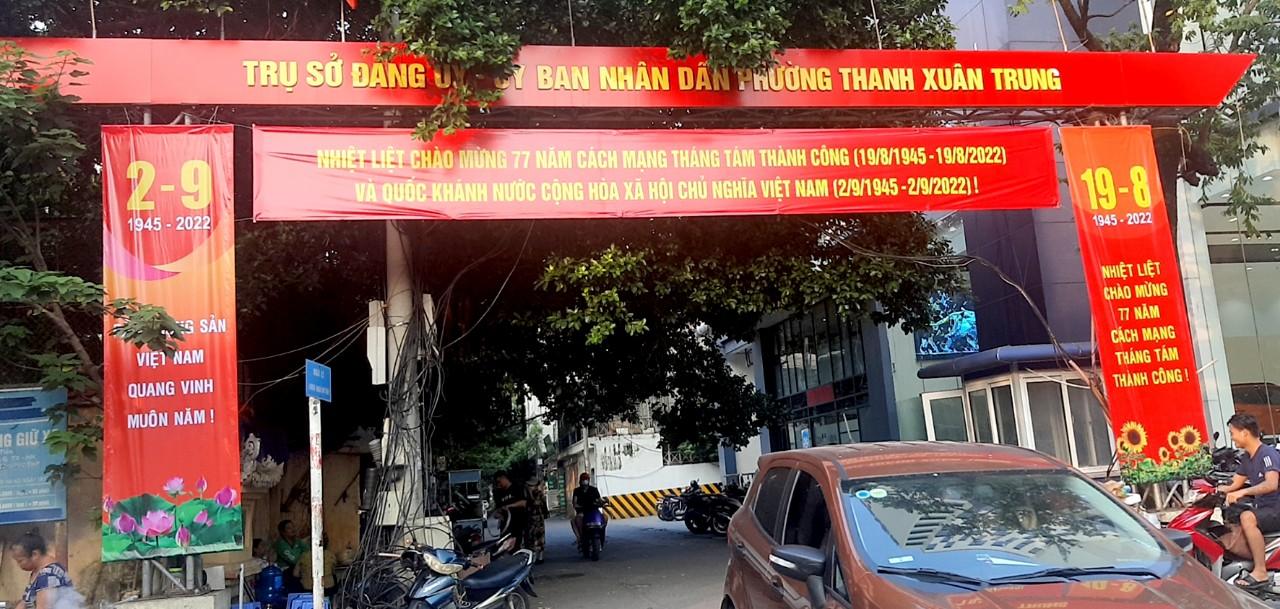 TRỤ SỞ ĐẢNG ỦY BAN NHÂN DÂN PHƯỜNG THANH XUÂN TRUNG
NHIỆT LIỆT CHÀO MỪNG 77 NĂM CÁCH MẠNG THÁNG TÁM THÀNH CÔNG (19/8/1945 - 19/8/2022)
VÀ QUỐC KHÁNH NƯỚC CỘNG HÒA XÃ HỘI CHỦ NGHĨA VIỆT NAM (2/9/1945 - 2/9/2022) !
2-9
1945 - 2022
SẢN
VIỆT NAM
QUANG VINH
MUÔN NĂM !
19-8
1945 - 2022
NHIỆT LIỆT
CHÀO MỪNG
77 NĂM
CÁCH MẠNG
THÁNG TÁM
THÀNH CÔNG !
GIỮ